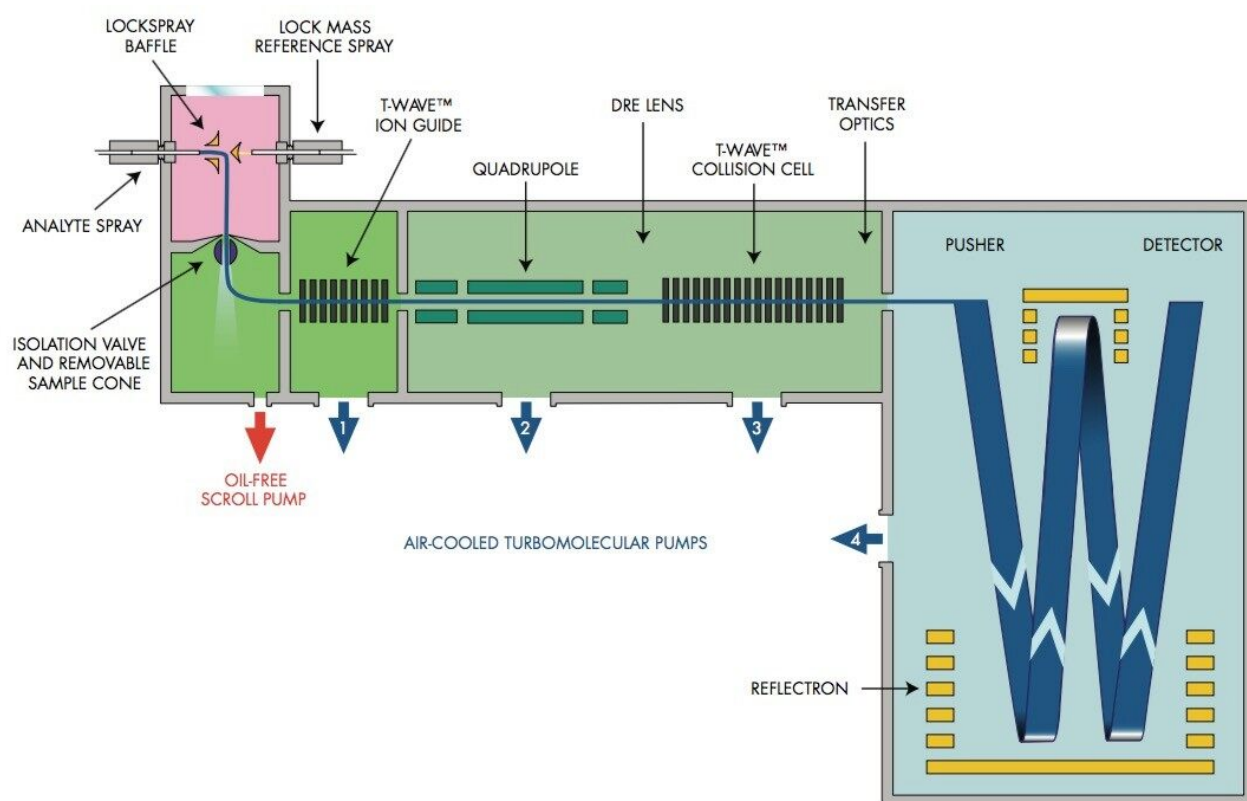 LOCKSPRAY
BAFFLE
LOCK MASS
REFERENCE SPRAY
T-WAVE™
ION GUIDE
DRE LENS
TRANSFER
OPTICS
QUADRUPOLE
T-WAVE™
COLLISION CELL
ANALYTE SPRAY
PUSHER
DETECTOR
ISOLATION VALVE
AND REMOVABLE
SAMPLE CONE
1
2
3
OIL-FREE
SCROLL PUMP
AIR-COOLED TURBOMOLECULAR PUMPS
4
REFLECTRON